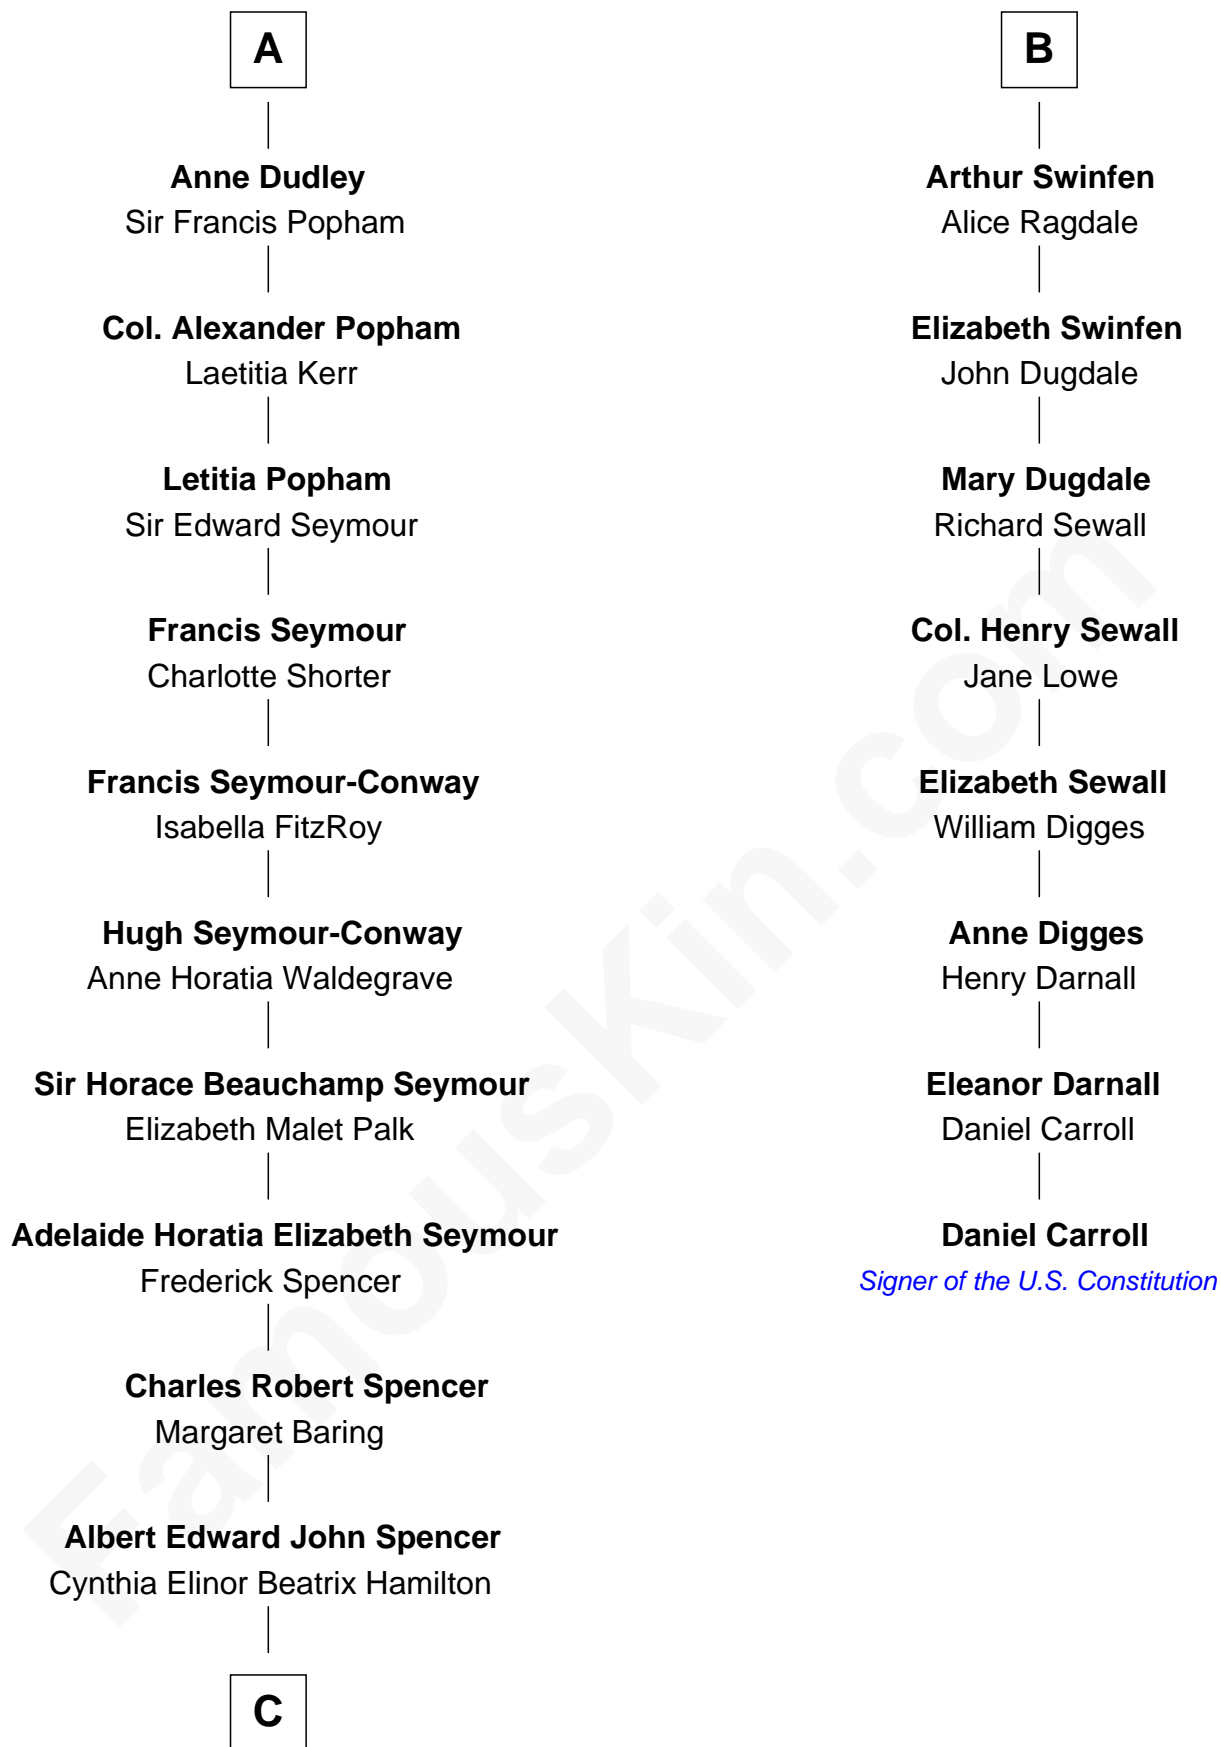 A
Anne Dudley
Sir Francis Popham
Col. Alexander Popham
Laetitia Kerr
Letitia Popham
Sir Edward Seymour
Francis Seymour
Charlotte Shorter
Francis Seymour-Conway
Isabella FitzRoy
Hugh Seymour-Conway
Anne Horatia Waldegrave
Sir Horace Beauchamp Seymour
Elizabeth Malet Palk
Adelaide Horatia Elizabeth Seymour
Frederick Spencer
Charles Robert Spencer
Margaret Baring
Albert Edward John Spencer
Cynthia Elinor Beatrix Hamilton
C
B
Arthur Swinfen
Alice Ragdale
Elizabeth Swinfen
John Dugdale
Mary Dugdale
Richard Sewall
Col. Henry Sewall
Jane Lowe
Elizabeth Sewall
William Digges
Anne Digges
Henry Darnall
Eleanor Darnall
Daniel Carroll
Daniel Carroll
Signer of the U.S. Constitution
FamousKin.com